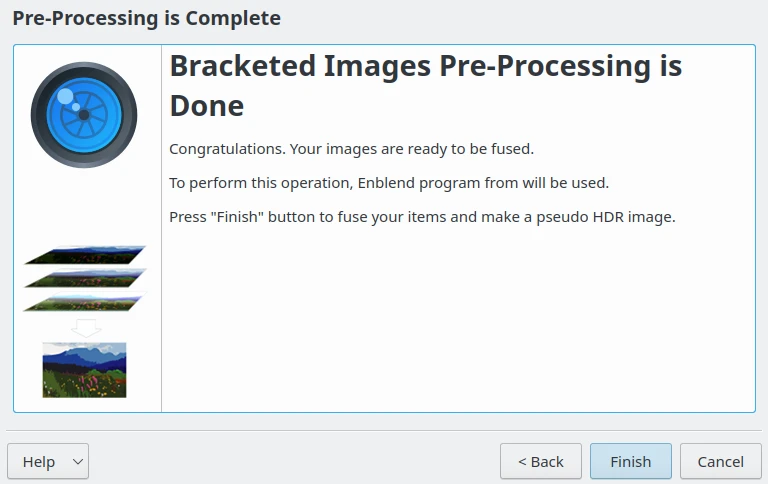 Pre-Processing is Complete
Bracketed Images Pre-Processing is
Done
Congratulations. Your images are ready to be fused.
To perform this operation, Enblend program from will be used.
Press "Finish" button to fuse your items and make a pseudo HDR image.
Help
< Back
Finish
Cancel